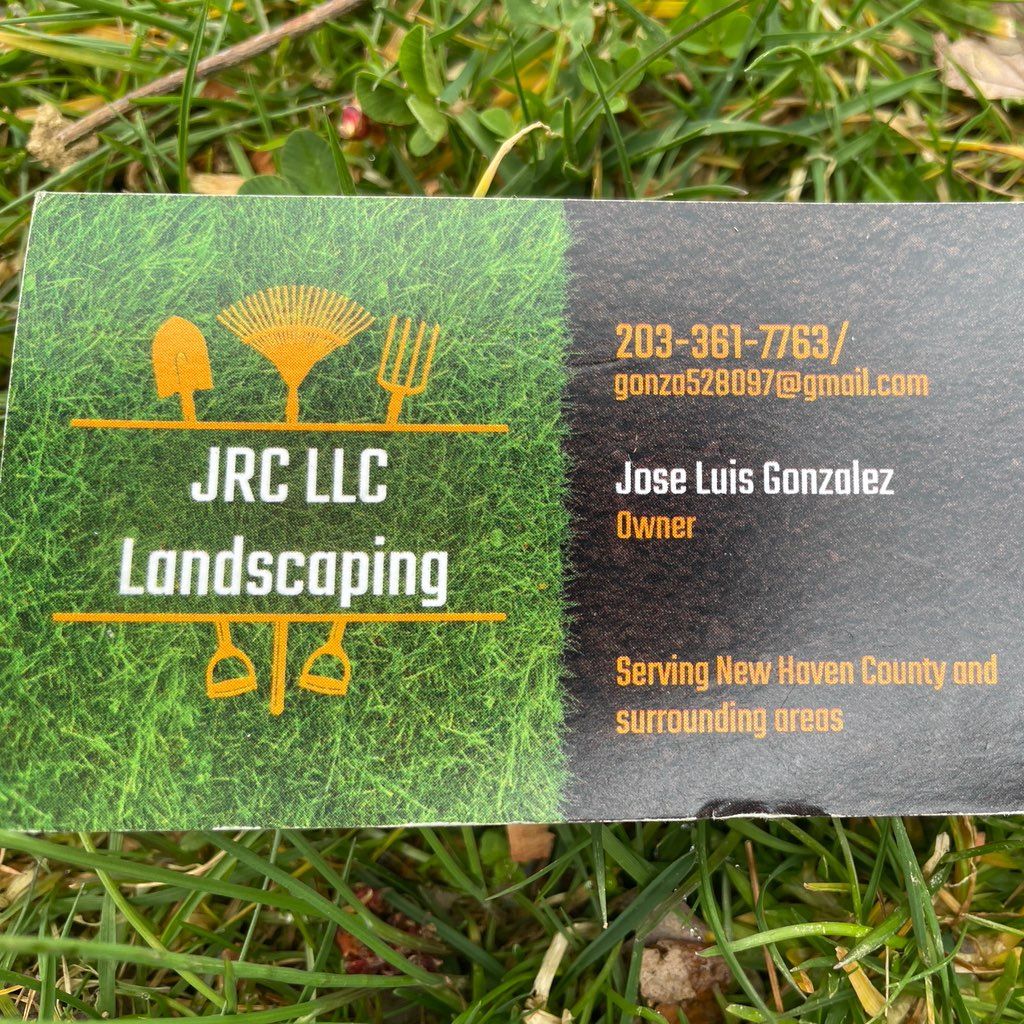 JRC LLC
Landscaping
203-361-7763/
gonza528097@gmail.com
Jose Luis Gonzalez
Owner
Serving New Haven County and
surrounding areas